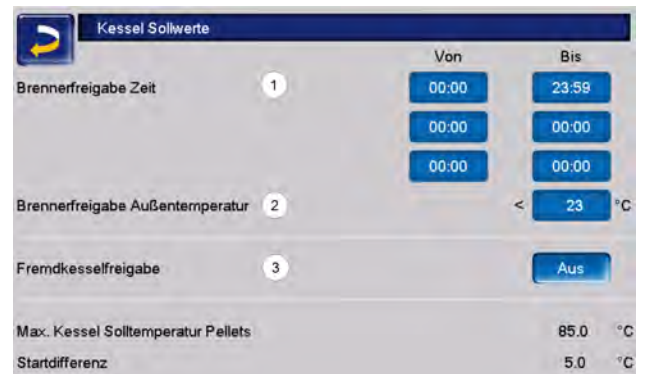 Kessel Sollwerte
Von Bis
Brennerfreigabe Zeit 1 00:00 23:59
00:00 00:00
00:00 00:00
Brennerfreigabe Außentemperatur 2 < 23 °C
Fremdkesselfreigabe 3 Aus
Max. Kessel Solltemperatur Pellets 85.0 °C
Startdifferenz 5.0 °C